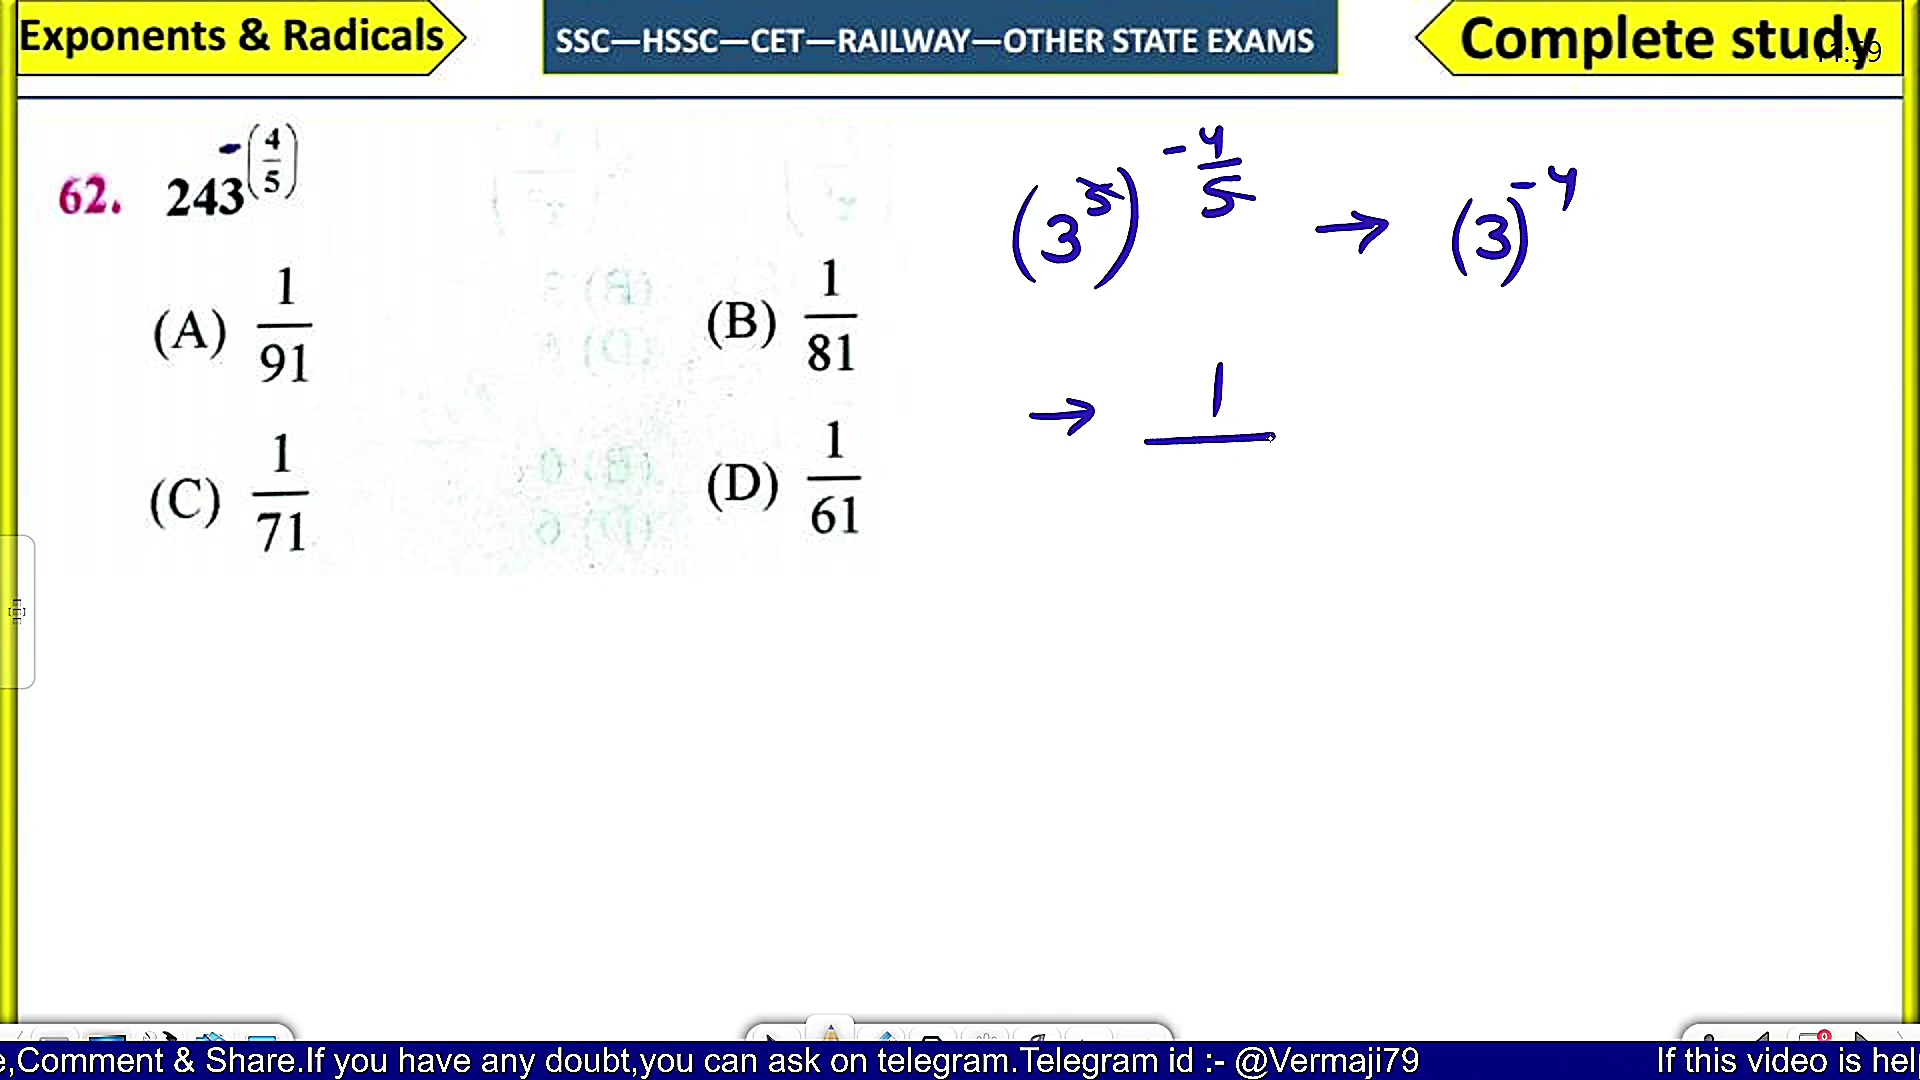 Exponents & Radicals
SSC—HSSC—CET—RAILWAY—OTHER STATE EXAMS
Complete study
62. 243^-(4/5)
(A) 1/91
(B) 1/81
(C) 1/71
(D) 1/61
(3^5)^-4/5 → (3)^-4
→ 1/
,Comment & Share.If you have any doubt,you can ask on telegram.Telegram id :- @Vermaji79
If this video is